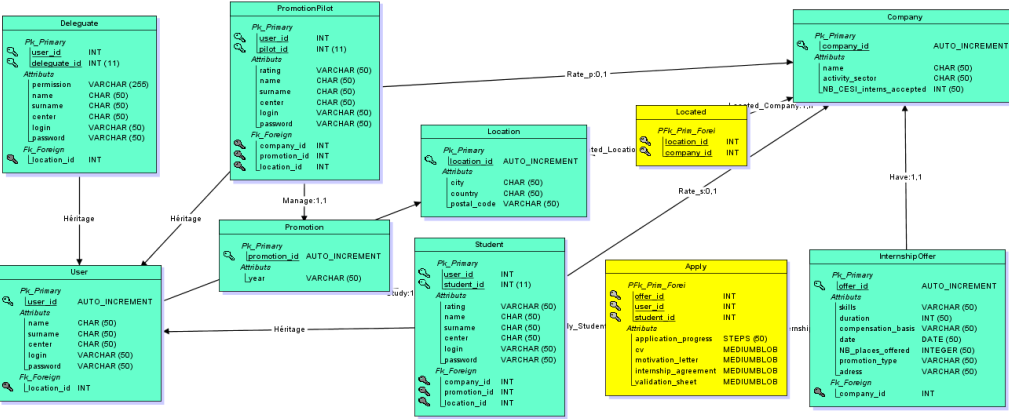 Deleguate
Pk_Primary
user_id INT
deleguate_id INT (11)
Attributs
permission VARCHAR (255)
name CHAR (50)
surname CHAR (50)
center CHAR (50)
login VARCHAR (50)
password VARCHAR (50)
Fk_Foreign
location_id INT
PromotionPilot
Pk_Primary
user_id INT
pilot_id INT (11)
Attributs
rating VARCHAR (50)
name CHAR (50)
surname CHAR (50)
center CHAR (50)
login VARCHAR (50)
password VARCHAR (50)
Fk_Foreign
company_id INT
promotion_id INT
location_id INT
Company
Pk_Primary
company_id AUTO_INCREMENT
Attributs
name CHAR (50)
activity_sector CHAR (50)
NB_CESI_interns_accepted INT (50)
Rate_p:0,1
Located
PFk_Prim_Forei
location_id INT
company_id INT
Location
Pk_Primary
location_id AUTO_INCREMENT
Attributs
city CHAR (50)
country CHAR (50)
postal_code VARCHAR (50)
Have:1,1
Rate_s:0,1
Manage:1,1
Héritage
Héritage
Promotion
Pk_Primary
promotion_id AUTO_INCREMENT
Attributs
year VARCHAR (50)
User
Pk_Primary
user_id AUTO_INCREMENT
Attributs
name CHAR (50)
surname CHAR (50)
center CHAR (50)
login VARCHAR (50)
password VARCHAR (50)
Fk_Foreign
location_id INT
Héritage
Student
Pk_Primary
user_id INT
student_id INT (11)
Attributs
rating VARCHAR (50)
name CHAR (50)
surname CHAR (50)
center CHAR (50)
login VARCHAR (50)
password VARCHAR (50)
Fk_Foreign
company_id INT
promotion_id INT
location_id INT
Apply
PFk_Prim_Forei
offer_id INT
user_id INT
student_id INT
Attributs
application_progress STEPS (50)
cv MEDIUMBLOB
motivation_letter MEDIUMBLOB
internship_agreement MEDIUMBLOB
validation_sheet MEDIUMBLOB
InternshipOffer
Pk_Primary
offer_id AUTO_INCREMENT
Attributs
skills VARCHAR (50)
duration INT (50)
compensation_basis VARCHAR (50)
date DATE (50)
NB_places_offered INTEGER (50)
promotion_type VARCHAR (50)
adress VARCHAR (50)
Fk_Foreign
company_id INT